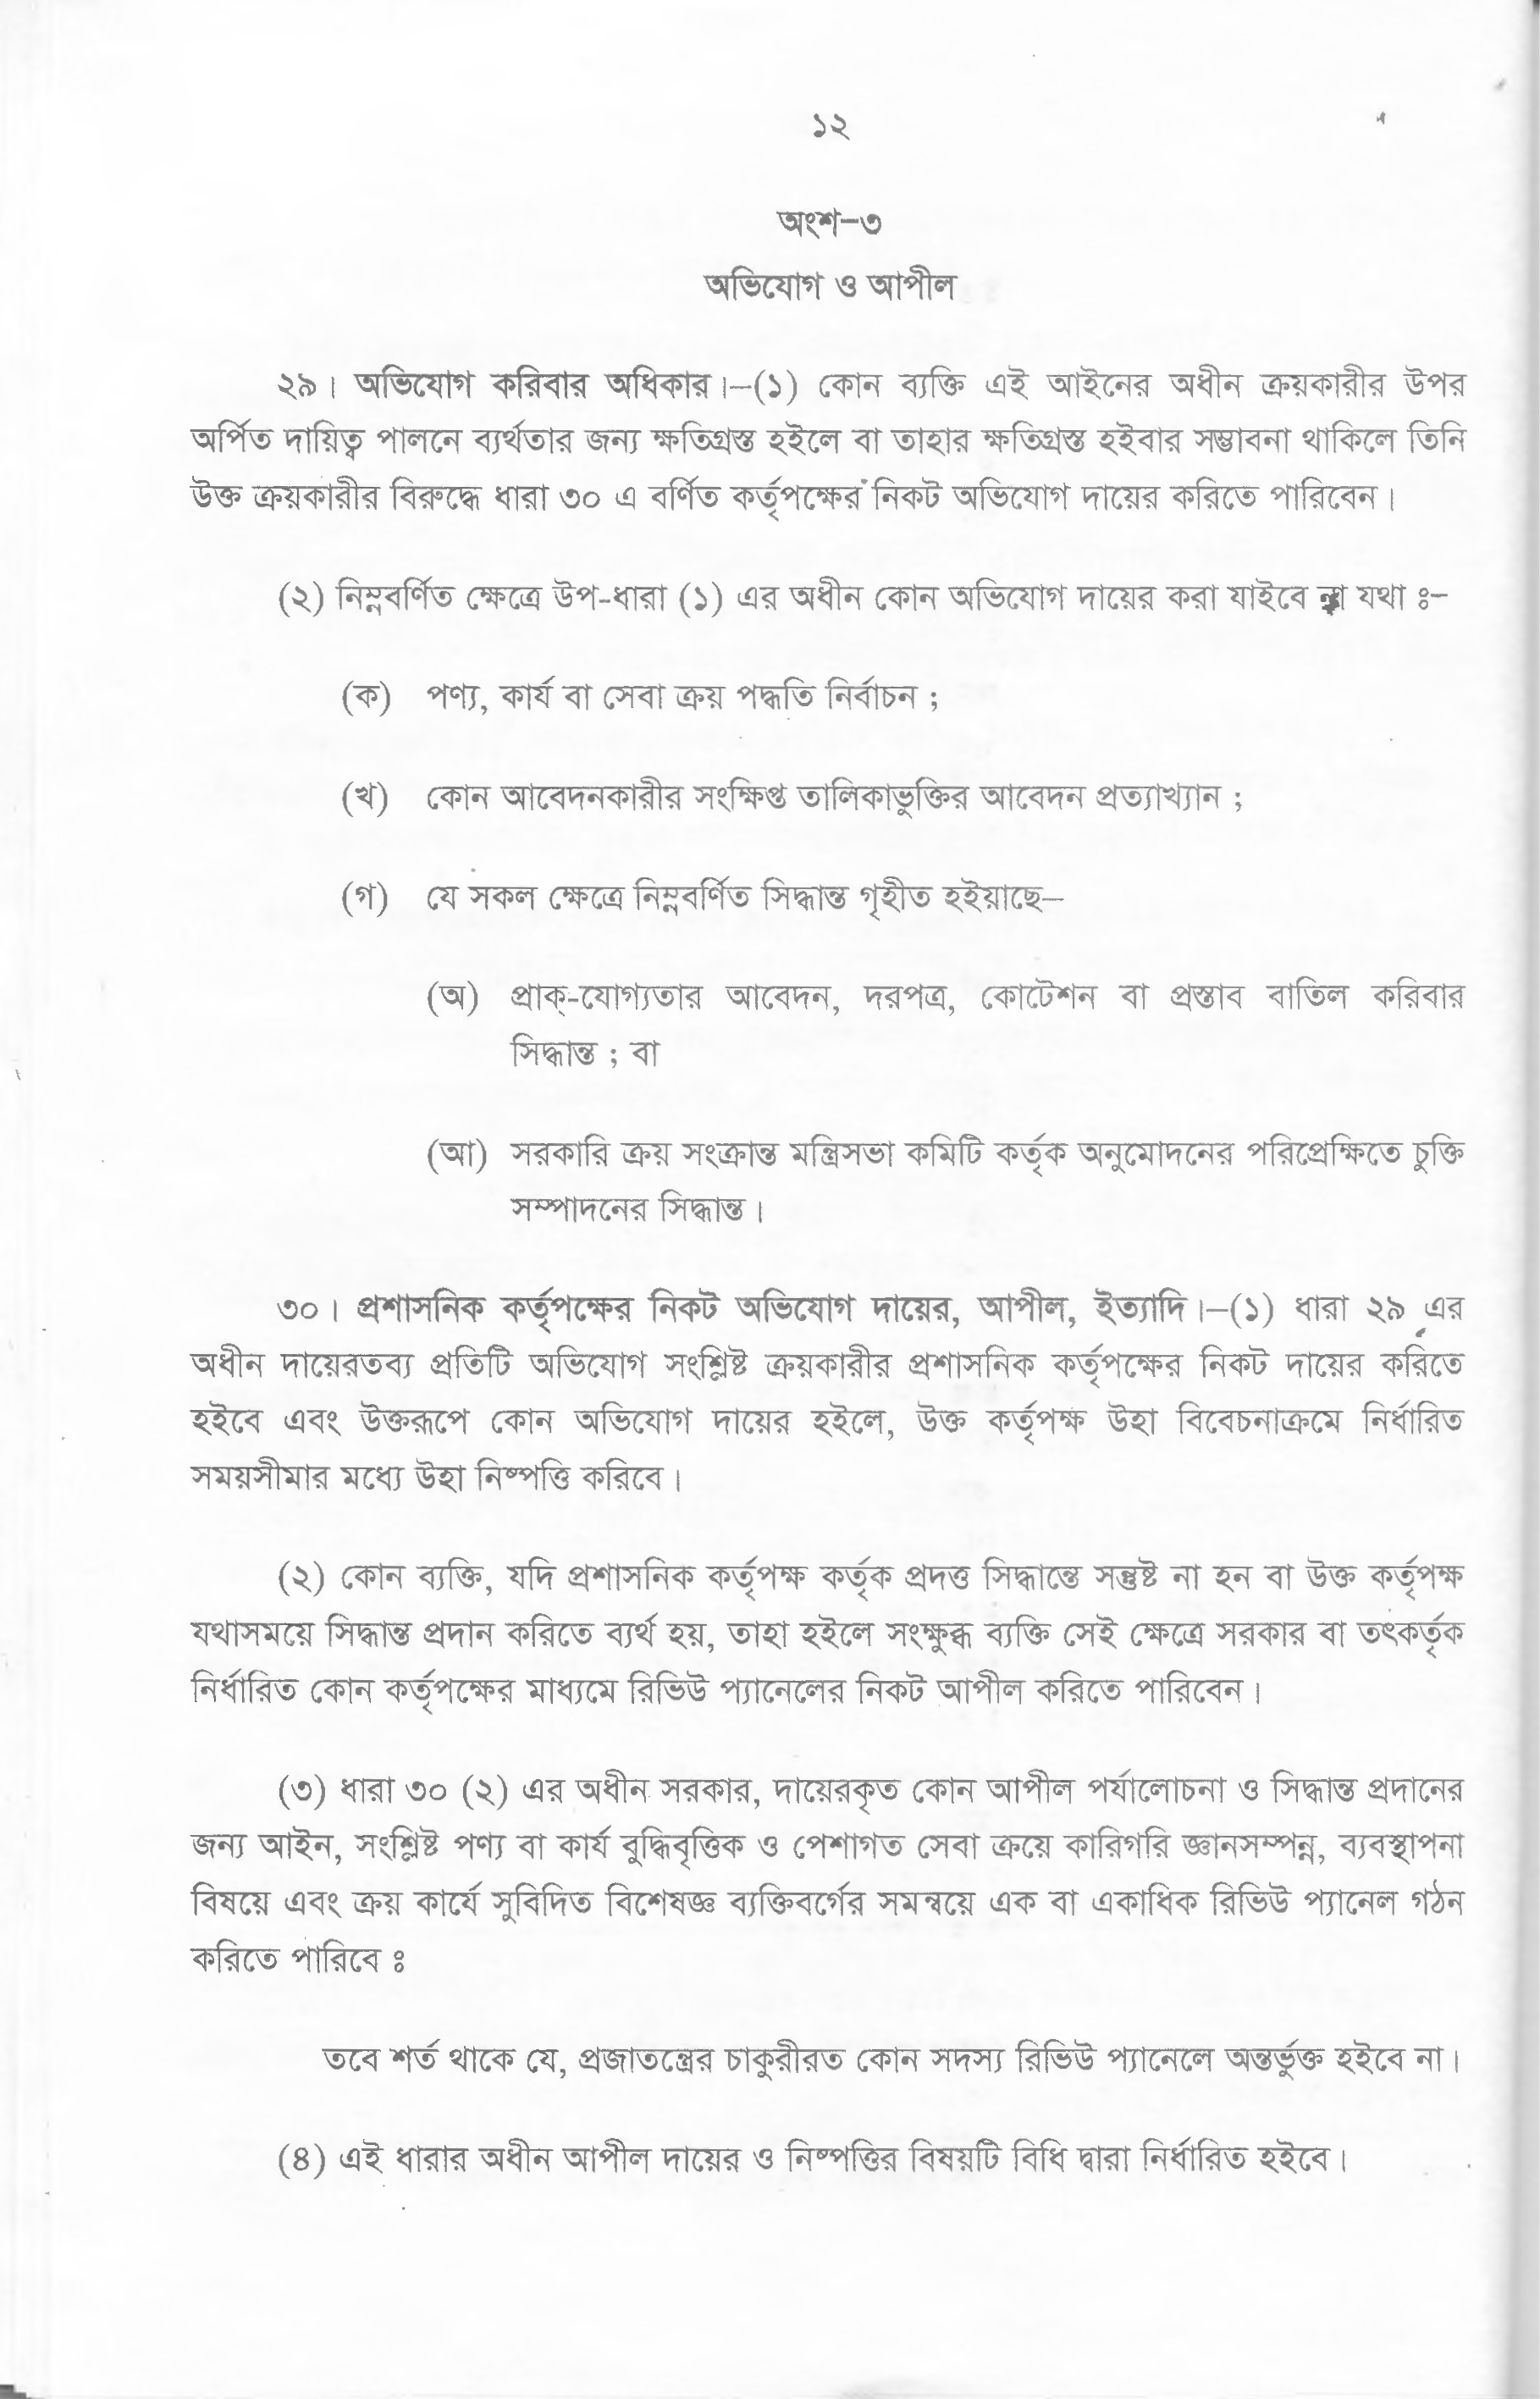 ১২
অংশ–৩
অভিযোগ ও আপীল
২৯। অভিযোগ করিবার অধিকার।–(১) কোন ব্যক্তি এই আইনের অধীন ক্রয়কারীর উপর
অর্পিত দায়িত্ব পালনে ব্যর্থতার জন্য ক্ষতিগ্রস্ত হইলে বা তাহার ক্ষতিগ্রস্ত হইবার সম্ভাবনা থাকিলে তিনি
উক্ত ক্রয়কারীর বিরুদ্ধে ধারা ৩০ এ বর্ণিত কর্তৃপক্ষের নিকট অভিযোগ দায়ের করিতে পারিবেন।
(২) নিম্নবর্ণিত ক্ষেত্রে উপ-ধারা (১) এর অধীন কোন অভিযোগ দায়ের করা যাইবে না যথা ঃ–
(ক) পণ্য, কার্য বা সেবা ক্রয় পদ্ধতি নির্বাচন ;
(খ) কোন আবেদনকারীর সংক্ষিপ্ত তালিকাভুক্তির আবেদন প্রত্যাখ্যান ;
(গ) যে সকল ক্ষেত্রে নিম্নবর্ণিত সিদ্ধান্ত গৃহীত হইয়াছে–
(অ) প্রাক্-যোগ্যতার আবেদন, দরপত্র, কোটেশন বা প্রস্তাব বাতিল করিবার
সিদ্ধান্ত ; বা
(আ) সরকারি ক্রয় সংক্রান্ত মন্ত্রিসভা কমিটি কর্তৃক অনুমোদনের পরিপ্রেক্ষিতে চুক্তি
সম্পাদনের সিদ্ধান্ত।
৩০। প্রশাসনিক কর্তৃপক্ষের নিকট অভিযোগ দায়ের, আপীল, ইত্যাদি।–(১) ধারা ২৯ এর
অধীন দায়েরতব্য প্রতিটি অভিযোগ সংশ্লিষ্ট ক্রয়কারীর প্রশাসনিক কর্তৃপক্ষের নিকট দায়ের করিতে
হইবে এবং উক্তরূপে কোন অভিযোগ দায়ের হইলে, উক্ত কর্তৃপক্ষ উহা বিবেচনাক্রমে নির্ধারিত
সময়সীমার মধ্যে উহা নিষ্পত্তি করিবে।
(২) কোন ব্যক্তি, যদি প্রশাসনিক কর্তৃপক্ষ কর্তৃক প্রদত্ত সিদ্ধান্তে সন্তুষ্ট না হন বা উক্ত কর্তৃপক্ষ
যথাসময়ে সিদ্ধান্ত প্রদান করিতে ব্যর্থ হয়, তাহা হইলে সংক্ষুব্ধ ব্যক্তি সেই ক্ষেত্রে সরকার বা তৎকর্তৃক
নির্ধারিত কোন কর্তৃপক্ষের মাধ্যমে রিভিউ প্যানেলের নিকট আপীল করিতে পারিবেন।
(৩) ধারা ৩০ (২) এর অধীন সরকার, দায়েরকৃত কোন আপীল পর্যালোচনা ও সিদ্ধান্ত প্রদানের
জন্য আইন, সংশ্লিষ্ট পণ্য বা কার্য বুদ্ধিবৃত্তিক ও পেশাগত সেবা ক্রয়ে কারিগরি জ্ঞানসম্পন্ন, ব্যবস্থাপনা
বিষয়ে এবং ক্রয় কার্যে সুবিদিত বিশেষজ্ঞ ব্যক্তিবর্গের সমন্বয়ে এক বা একাধিক রিভিউ প্যানেল গঠন
করিতে পারিবে ঃ
তবে শর্ত থাকে যে, প্রজাতন্ত্রের চাকুরীরত কোন সদস্য রিভিউ প্যানেলে অন্তর্ভুক্ত হইবে না।
(৪) এই ধারার অধীন আপীল দায়ের ও নিষ্পত্তির বিষয়টি বিধি দ্বারা নির্ধারিত হইবে।